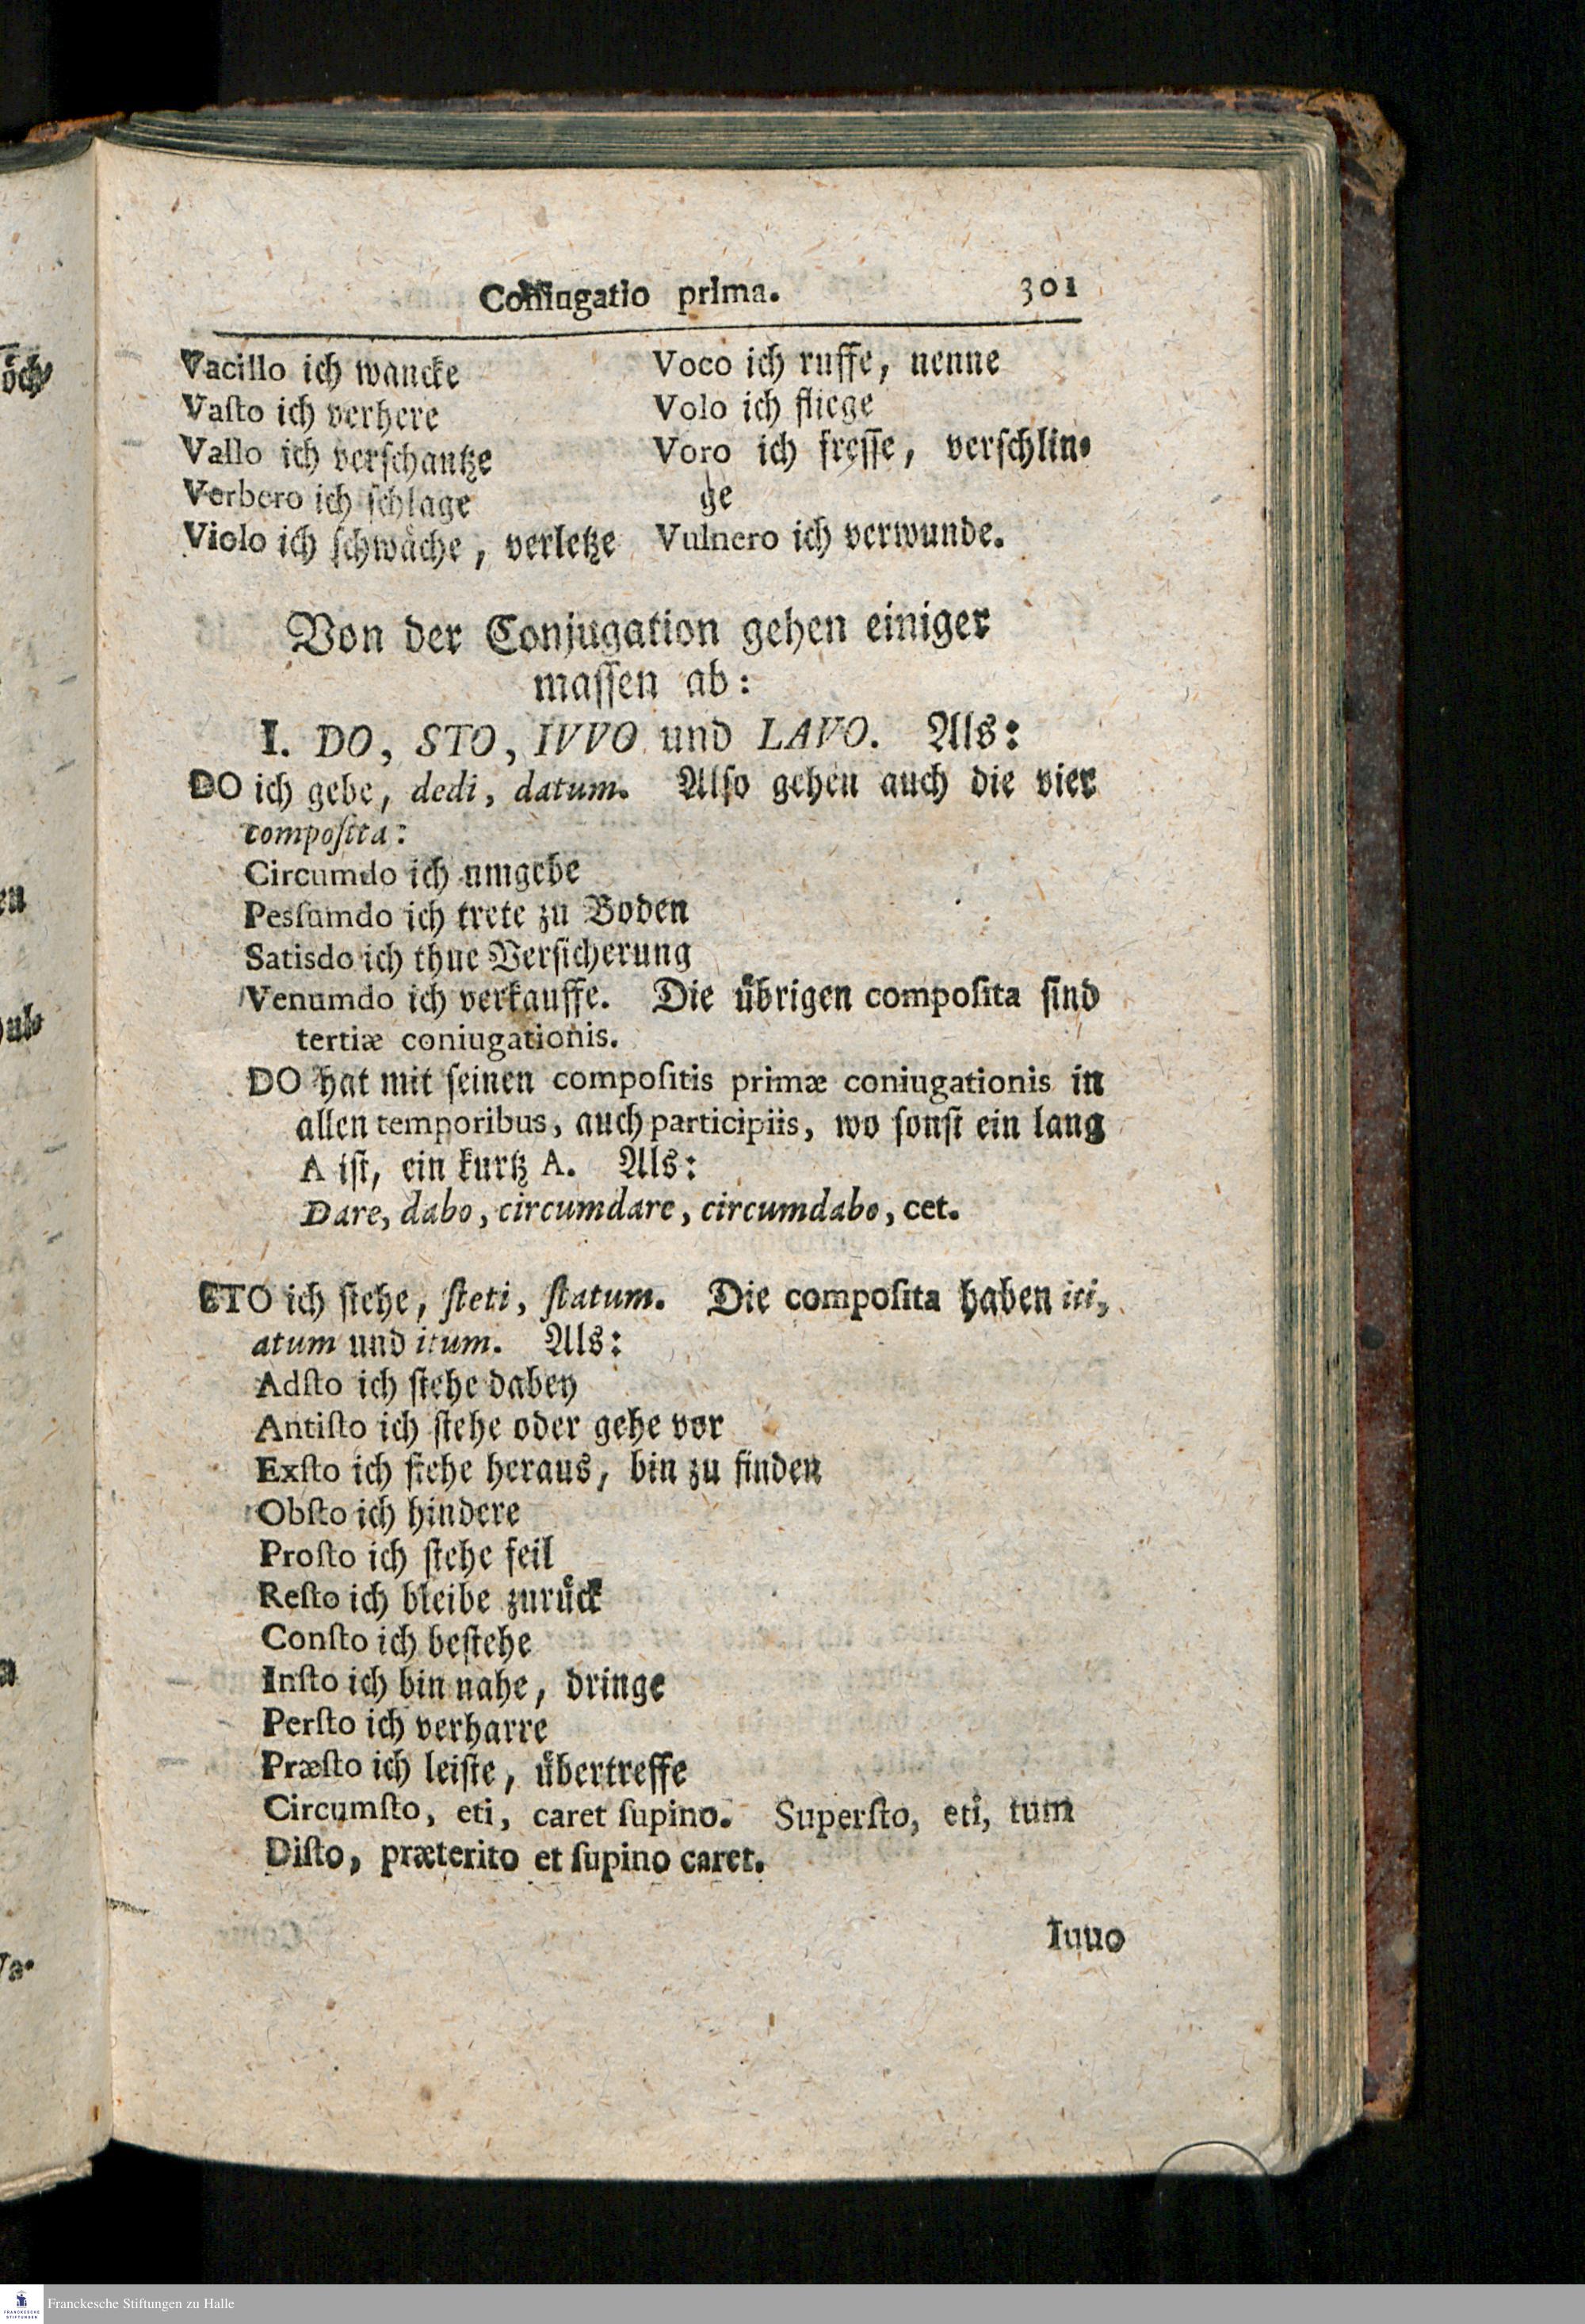 Coniugatio prima. 301
Vacillo ich wancke
Vaſto ich verhere
Vallo ich verſchantze
Verbero ich ſchlage
Violo ich ſchwäche, verletze
Voco ich ruffe, nenne
Volo ich fliege
Voro ich freſſe, verſchlin-
ge
Vulnero ich verwunde.
Von der Conjugation gehen einiger
maſſen ab:
I. DO, STO, IVVO und LAVO. Als:
DO ich gebe, dedi, datum. Alſo gehen auch die vier
compoſita:
Circumdo ich umgebe
Pesſumdo ich trete zu Boden
Satisdo ich thue Verſicherung
Venumdo ich verkauffe. Die übrigen compoſita ſind
tertiæ coniugationis.
DO hat mit ſeinen compoſitis primæ coniugationis in
allen temporibus, auch participiis, wo ſonſt ein lang
A iſt, ein kurtz A. Als:
Dare, dabo, circumdare, circumdabo, cet.
STO ich ſtehe, ſteti, ſtatum. Die compoſita haben iti,
atum und itum. Als:
Adſto ich ſtehe dabey
Antiſto ich ſtehe oder gehe vor
Exſto ich ſtehe heraus, bin zu finden
Obſto ich hindere
Proſto ich ſtehe feil
Reſto ich bleibe zurück
Conſto ich beſtehe
Inſto ich bin nahe, dringe
Perſto ich verharre
Præſto ich leiſte, übertreffe
Circumſto, eti, caret ſupino. Superſto, eti, tum
Diſto, præterito et ſupino caret.
Iuuo
Franckesche Stiftungen zu Halle